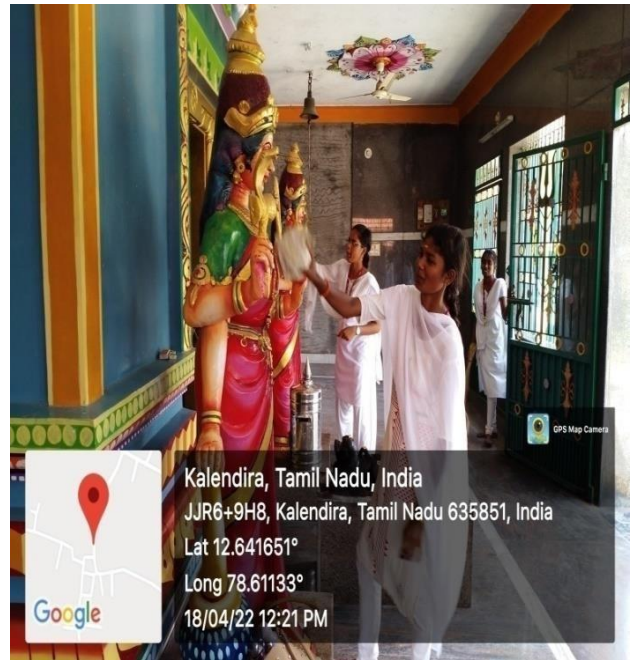 GPS Map Camera
Kalendira, Tamil Nadu, India
JJR6+9H8, Kalendira, Tamil Nadu 635851, India
Lat 12.641651°
Long 78.61133°
18/04/22 12:21 PM
Google